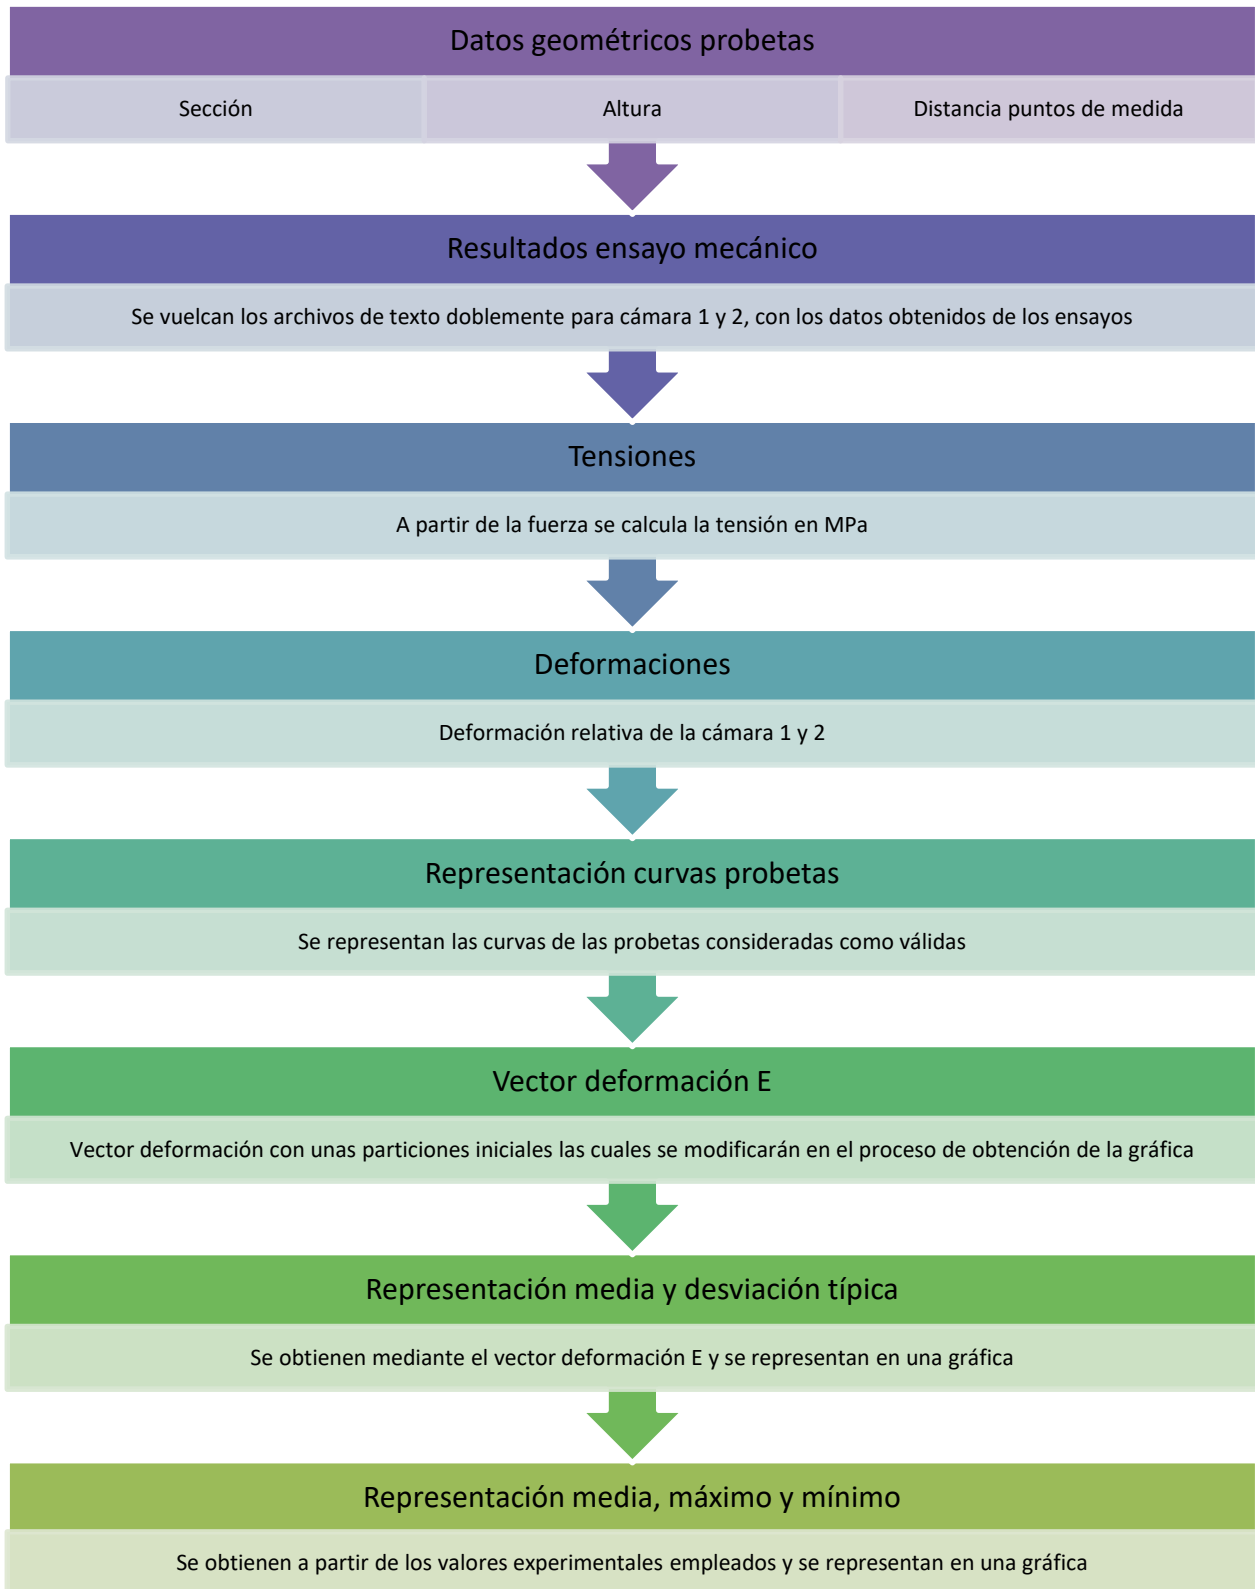 Datos geométricos probetas
Sección
Altura
Distancia puntos de medida
Resultados ensayo mecánico
Se vuelcan los archivos de texto doblemente para cámara 1 y 2, con los datos obtenidos de los ensayos
Tensiones
A partir de la fuerza se calcula la tensión en MPa
Deformaciones
Deformación relativa de la cámara 1 y 2
Representación curvas probetas
Se representan las curvas de las probetas consideradas como válidas
Vector deformación E
Vector deformación con unas particiones iniciales las cuales se modificarán en el proceso de obtención de la gráfica
Representación media y desviación típica
Se obtienen mediante el vector deformación E y se representan en una gráfica
Representación media, máximo y mínimo
Se obtienen a partir de los valores experimentales empleados y se representan en una gráfica